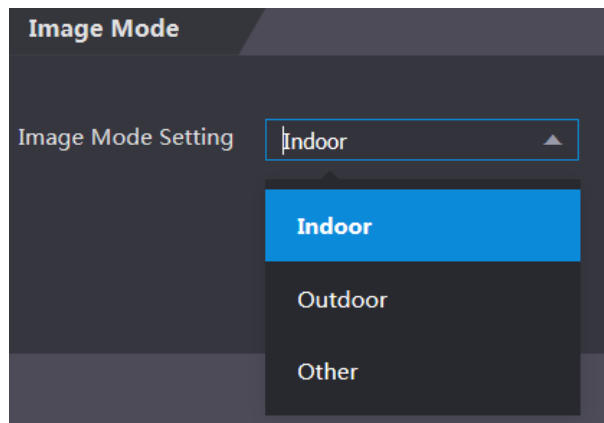 Image Mode
Image Mode Setting Indoor
Indoor
Outdoor
Other